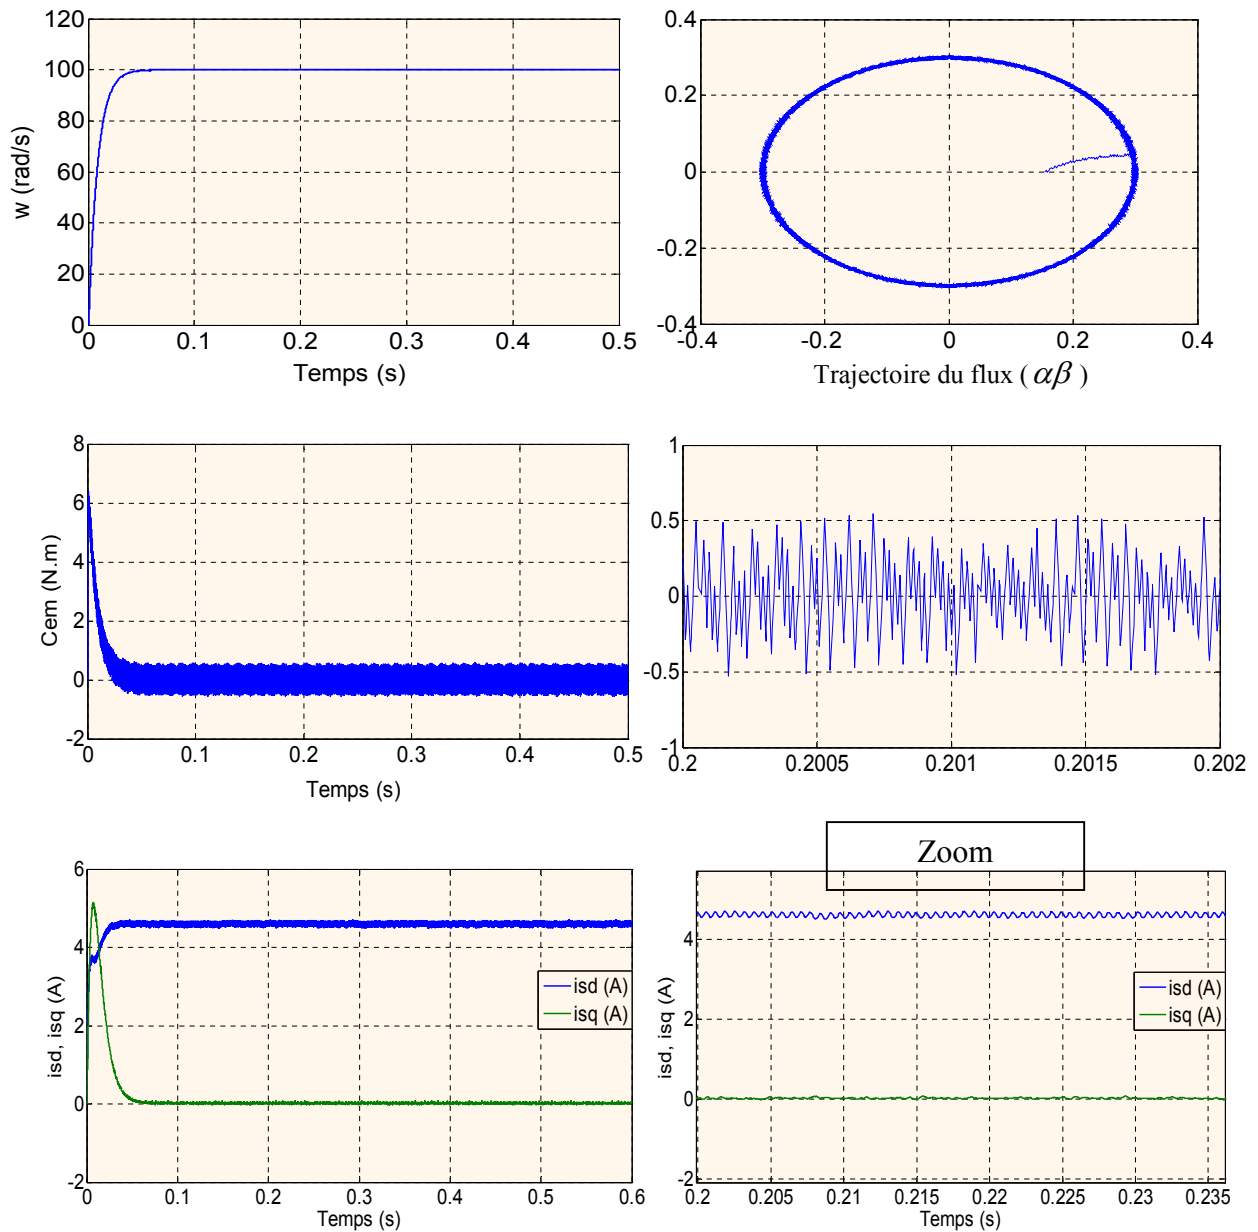 w (rad/s)
120
100
80
60
40
20
0
0 0.1 0.2 0.3 0.4 0.5
Temps (s)
0.4
0.2
0
-0.2
-0.4
-0.4 -0.2 0 0.2 0.4
Trajectoire du flux ( αβ )
Cem (N.m)
8
6
4
2
0
-2
0 0.1 0.2 0.3 0.4 0.5
Temps (s)
1
0.5
0
-0.5
-1
0.2 0.2005 0.201 0.2015 0.202
isd, isq (A)
6
4
2
0
-2
isd (A)
isq (A)
0 0.1 0.2 0.3 0.4 0.5 0.6
Temps (s)
Zoom
isd, isq (A)
4
2
0
-2
isd (A)
isq (A)
0.2 0.205 0.21 0.215 0.22 0.225 0.23 0.235
Temps (s)